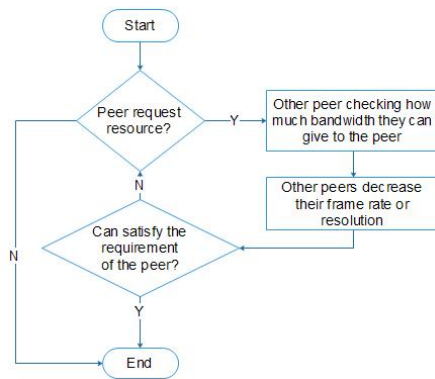 Start
Peer request
resource?
Y
Other peer checking how
much bandwidth they can
give to the peer
Other peers decrease
their frame rate or
resolution
N
Can satisfy the
requirement
of the peer?
N
Y
End